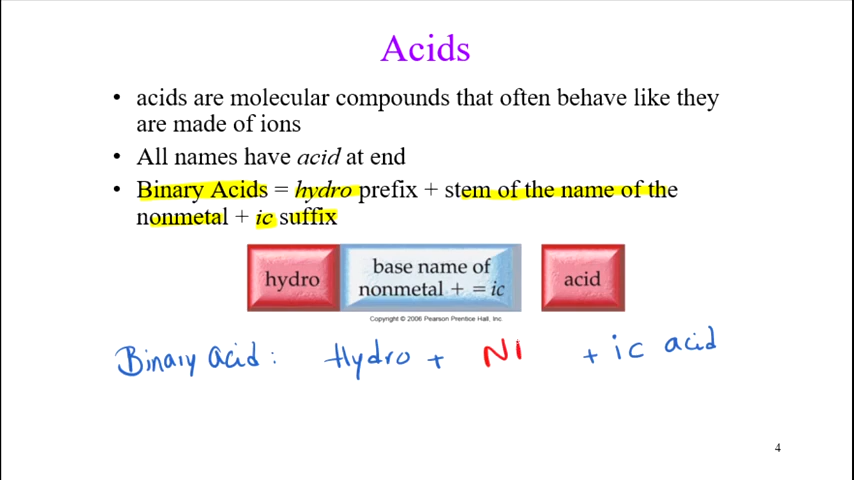 Acids
• acids are molecular compounds that often behave like they
are made of ions
• All names have acid at end
• Binary Acids = hydro prefix + stem of the name of the
nonmetal + ic suffix
hydro
base name of
nonmetal + = ic
acid
Copyright © 2006 Pearson Prentice Hall, Inc.
Binary Acid: Hydro + NI + ic acid
4